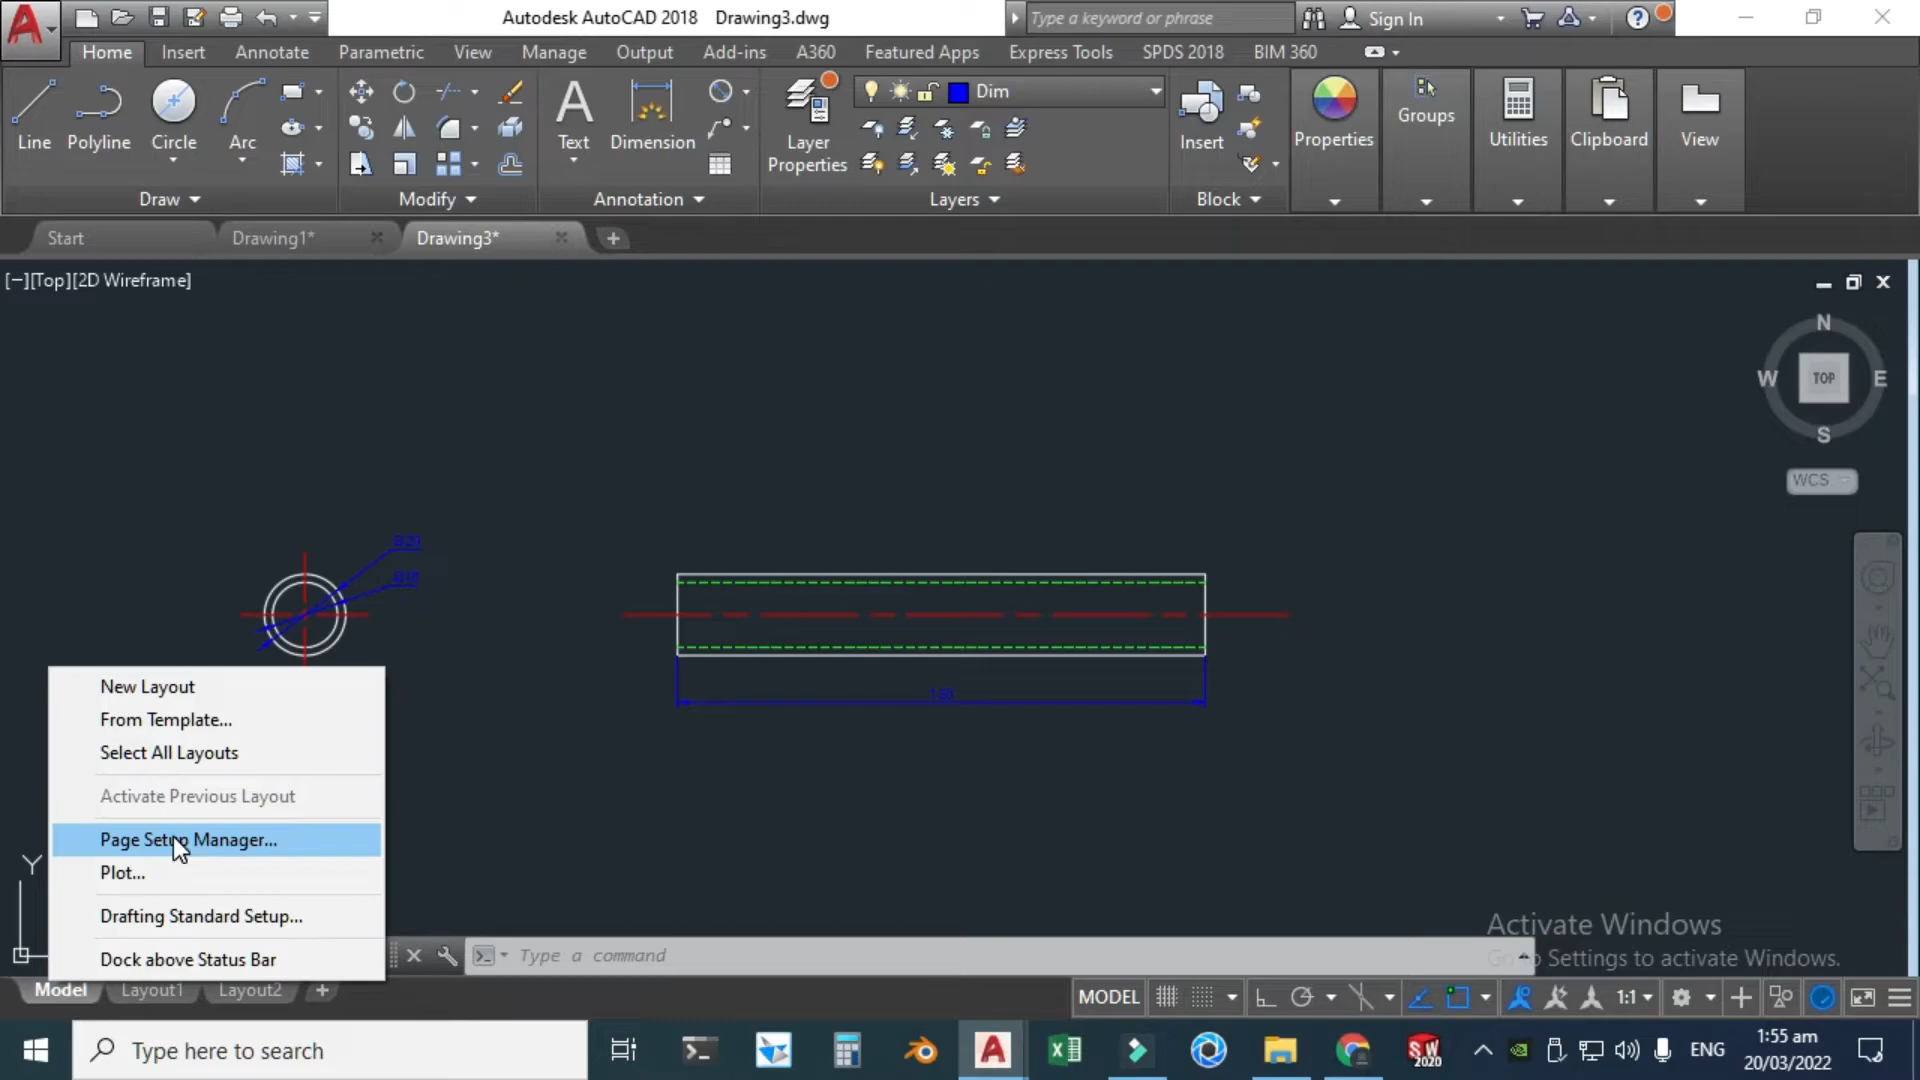 Autodesk AutoCAD 2018 Drawing3.dwg
Type a keyword or phrase
Sign In
Home Insert Annotate Parametric View Manage Output Add-ins A360 Featured Apps Express Tools SPDS 2018 BIM 360
Dim
Line Polyline Circle Arc
Text Dimension
Layer Properties
Insert
Properties Groups Utilities Clipboard View
Draw Modify Annotation Layers Block
Start Drawing1* Drawing3*
[−][Top][2D Wireframe]
N
W TOP E
S
WCS
Ø20
New Layout
From Template...
Select All Layouts
Activate Previous Layout
Page Setup Manager...
Plot...
Drafting Standard Setup...
Dock above Status Bar
Y
Activate Windows
Settings to activate Windows.
Type a command
Model Layout1 Layout2
MODEL 1:1
Type here to search
SW 2020
ENG
1:55 am
20/03/2022